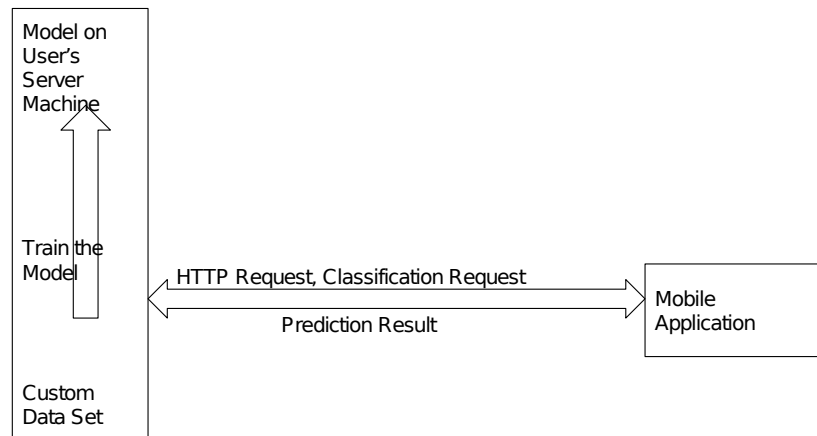 Model on
User's
Server
Machine
Train the
Model
Custom
Data Set
HTTP Request, Classification Request
Prediction Result
Mobile
Application